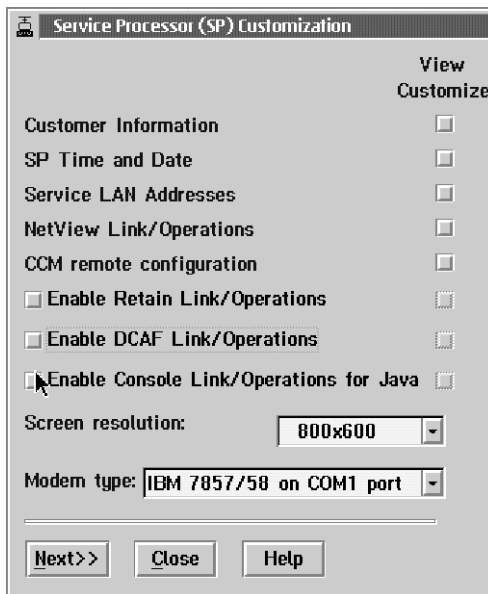 Service Processor (SP) Customization
View
Customize
Customer Information
SP Time and Date
Service LAN Addresses
NetView Link/Operations
CCM remote configuration
Enable Retain Link/Operations
Enable DCAF Link/Operations
Enable Console Link/Operations for Java
Screen resolution: 800x600
Modem type: IBM 7857/58 on COM1 port
Next>> Close Help